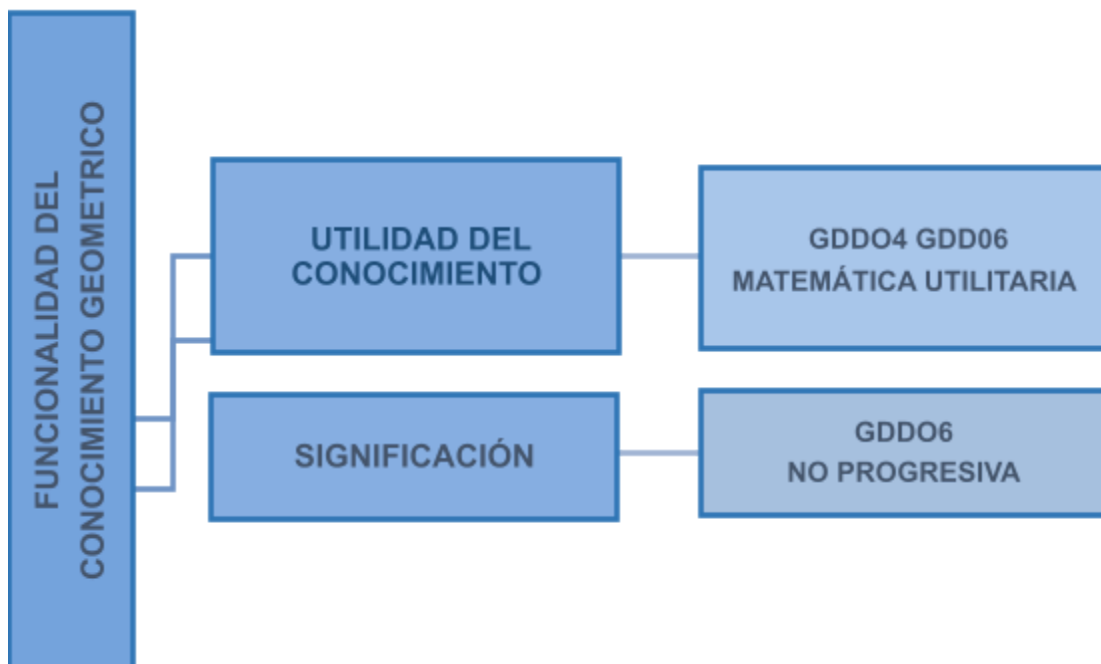 FUNCIONALIDAD DEL
CONOCIMIENTO GEOMETRICO
UTILIDAD DEL
CONOCIMIENTO
GDDO4 GDD06
MATEMÁTICA UTILITARIA
SIGNIFICACIÓN
GDDO6
NO PROGRESIVA